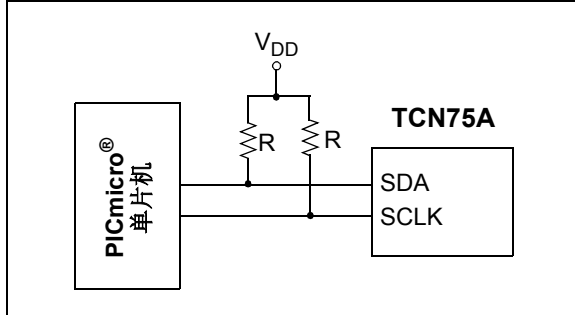 VDD
R
R
TCN75A
PICmicro®
单片机
SDA
SCLK